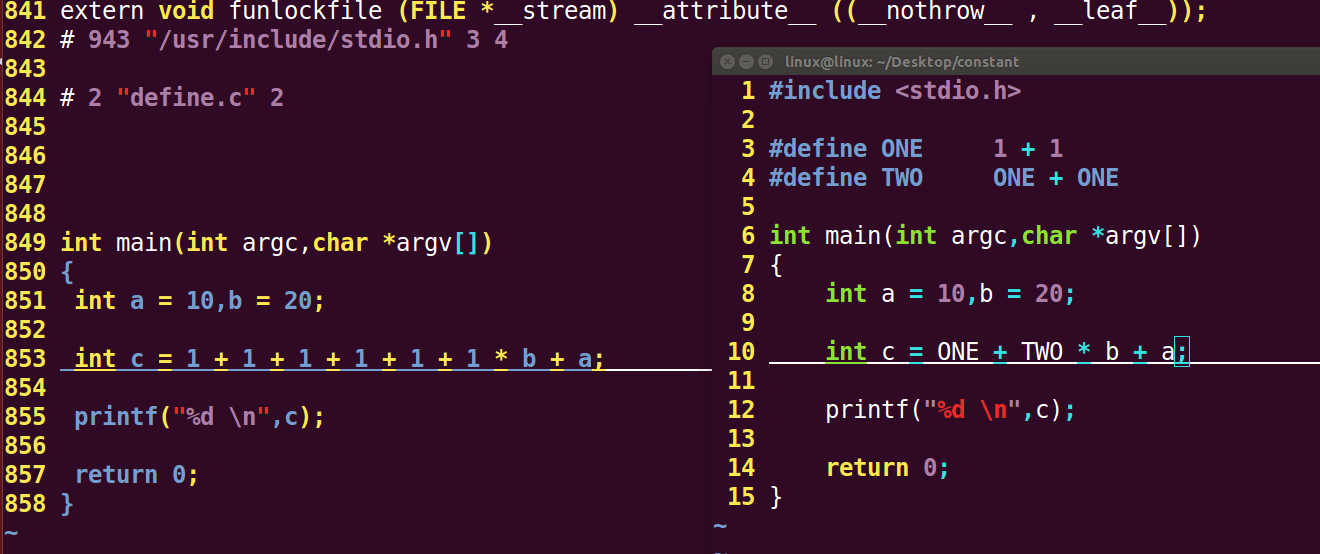 841 extern void funlockfile (FILE *__stream) __attribute__ ((__nothrow__ , __leaf__));
842 # 943 "/usr/include/stdio.h" 3 4
843
844 # 2 "define.c" 2
845
846
847
848
849 int main(int argc,char *argv[])
850 {
851  int a = 10,b = 20;
852
853  int c = 1 + 1 + 1 + 1 + 1 + 1 * b + a;
854
855  printf("%d \n",c);
856
857  return 0;
858 }
~
linux@linux: ~/Desktop/constant
1 #include <stdio.h>
2
3 #define ONE     1 + 1
4 #define TWO     ONE + ONE
5
6 int main(int argc,char *argv[])
7 {
8     int a = 10,b = 20;
9
10     int c = ONE + TWO * b + a;
11
12     printf("%d \n",c);
13
14     return 0;
15 }
~
~